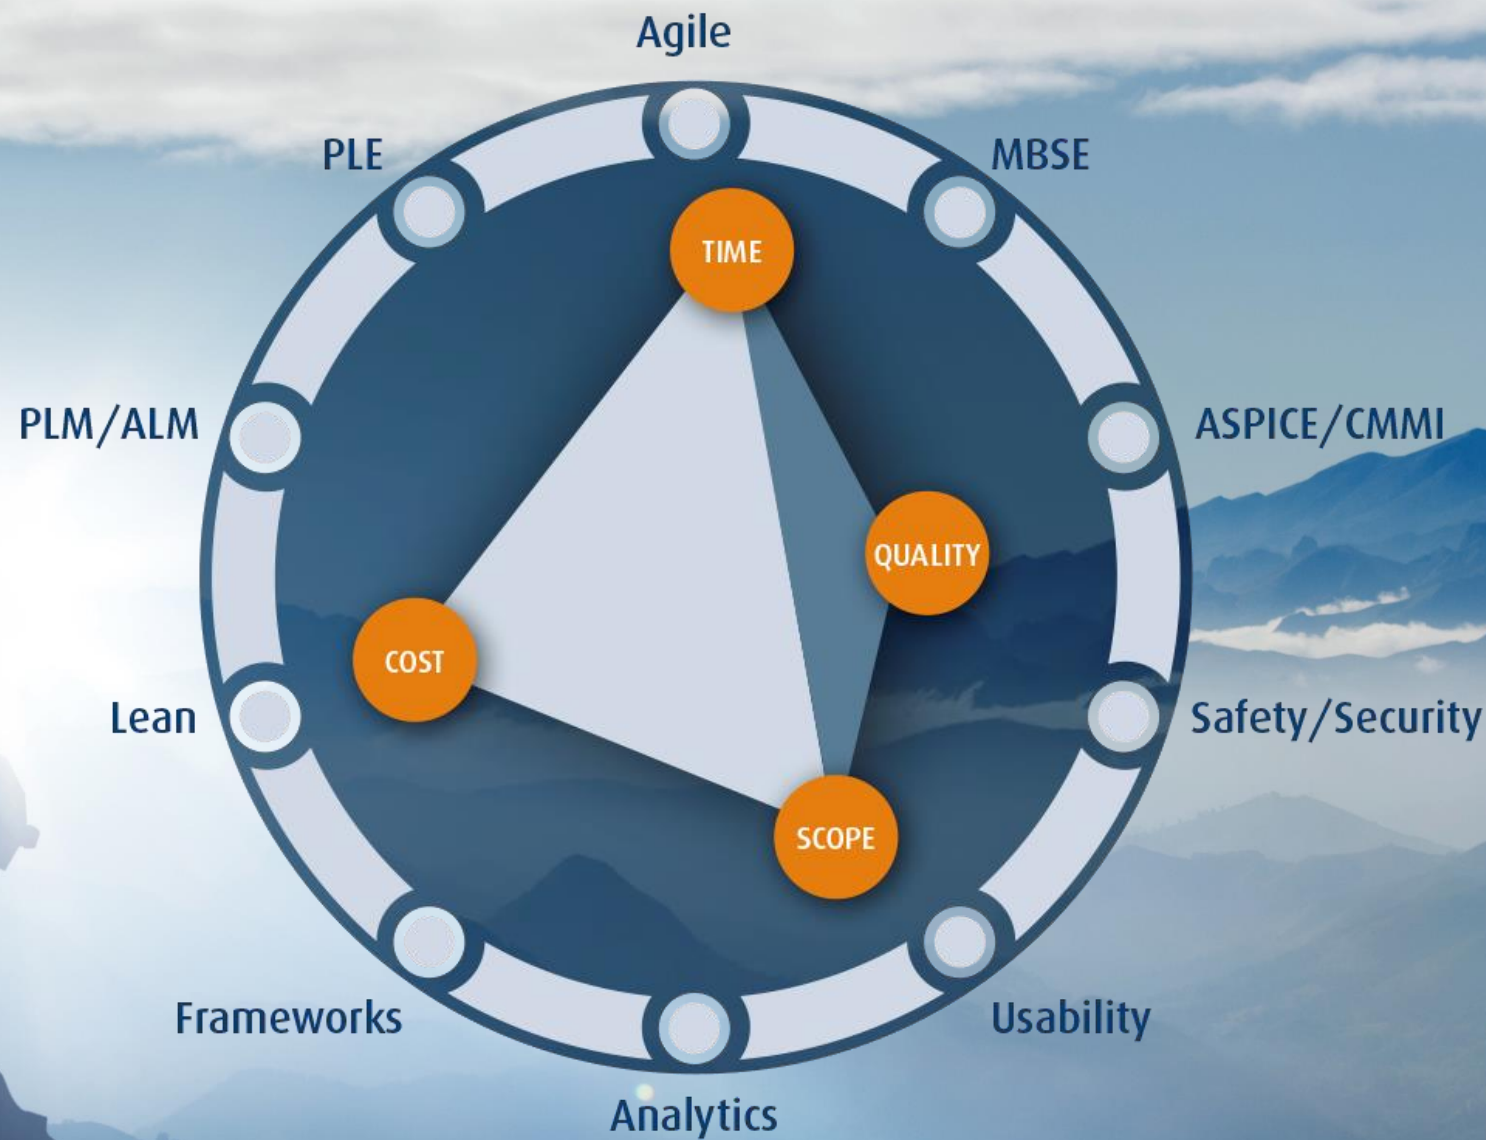 Agile
PLE
MBSE
TIME
PLM/ALM
ASPICE/CMMI
QUALITY
COST
Lean
Safety/Security
SCOPE
Frameworks
Usability
Analytics